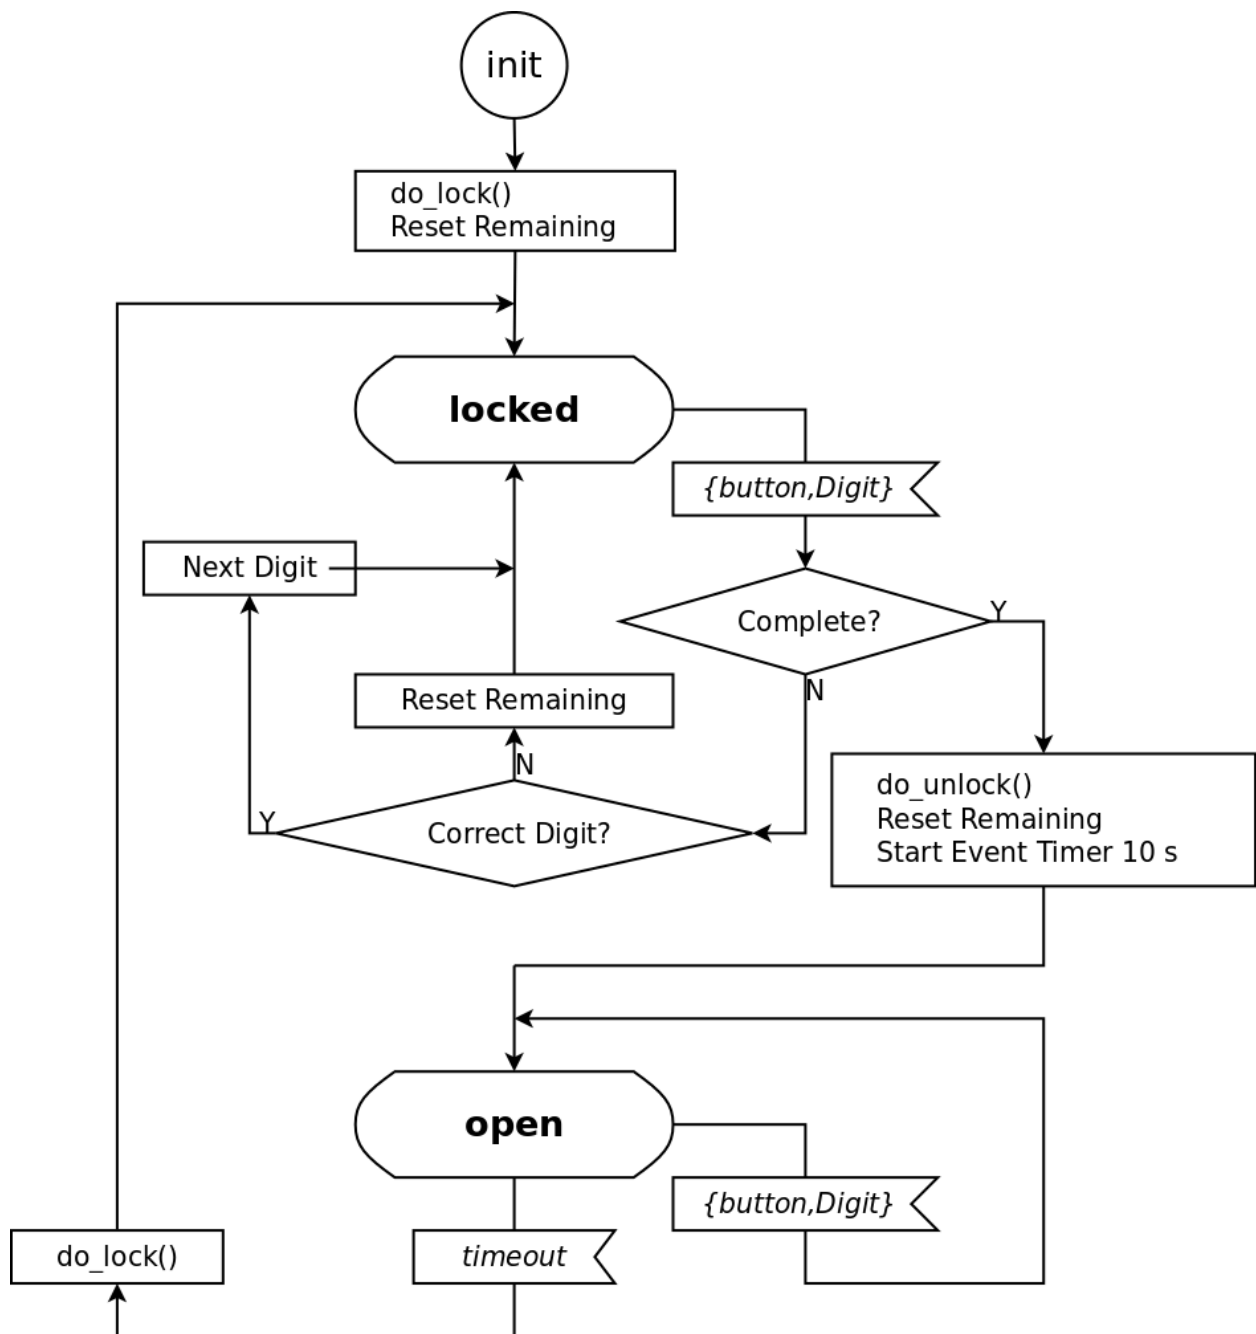 init
do_lock()
Reset Remaining
locked
{button,Digit}
Next Digit
Complete?
Y
N
Reset Remaining
N
Y
Correct Digit?
do_unlock()
Reset Remaining
Start Event Timer 10 s
open
{button,Digit}
do_lock()
timeout